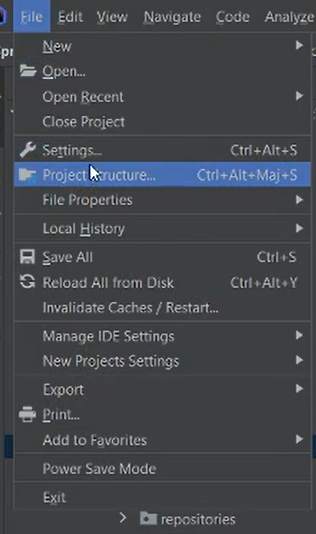 File Edit View Navigate Code Analyze
New
Open...
Open Recent
Close Project
Settings... Ctrl+Alt+S
Project Structure... Ctrl+Alt+Maj+S
File Properties
Local History
Save All Ctrl+S
Reload All from Disk Ctrl+Alt+Y
Invalidate Caches / Restart...
Manage IDE Settings
New Projects Settings
Export
Print...
Add to Favorites
Power Save Mode
Exit
repositories